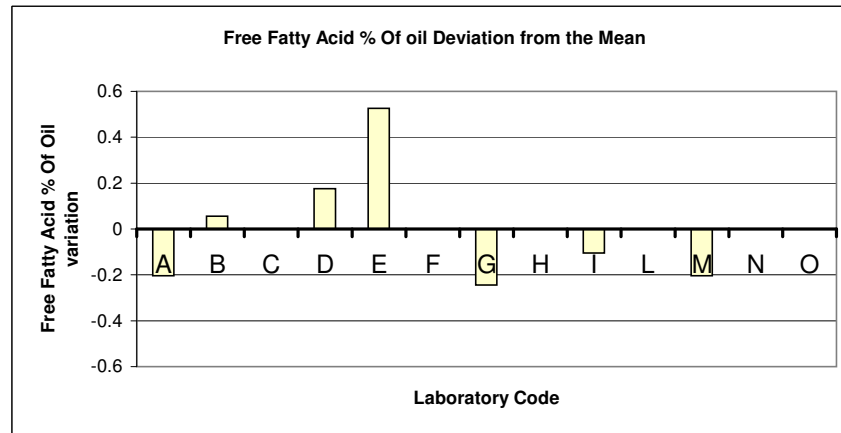 Free Fatty Acid % Of oil Deviation from the Mean
Free Fatty Acid % Of Oil
variation
0.6
0.4
0.2
0
-0.2
-0.4
-0.6
A B C D E F G H I L M N O
Laboratory Code